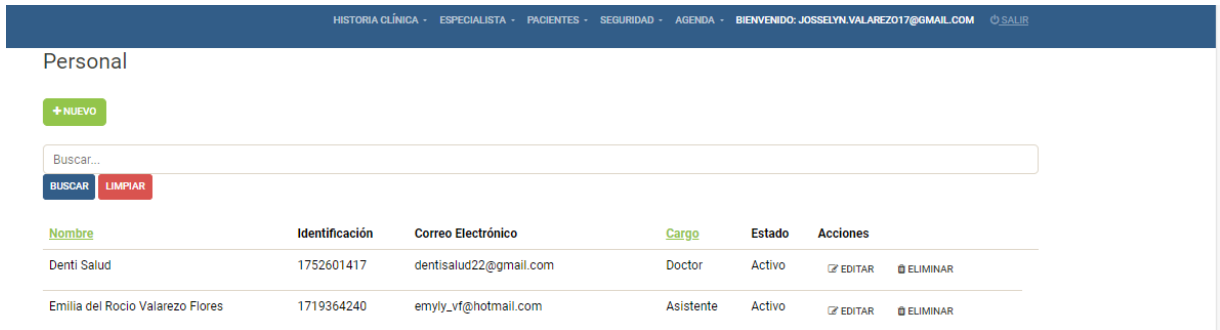 HISTORIA CLÍNICA - ESPECIALISTA - PACIENTES - SEGURIDAD - AGENDA - BIENVENIDO: JOSSELYN.VALAREZO17@GMAIL.COM SALIR
Personal
+ NUEVO
Buscar...
BUSCAR LIMPIAR
Nombre Identificación Correo Electrónico Cargo Estado Acciones
Denti Salud 1752601417 dentisalud22@gmail.com Doctor Activo EDITAR ELIMINAR
Emilia del Rocio Valarezo Flores 1719364240 emyly_vf@hotmail.com Asistente Activo EDITAR ELIMINAR